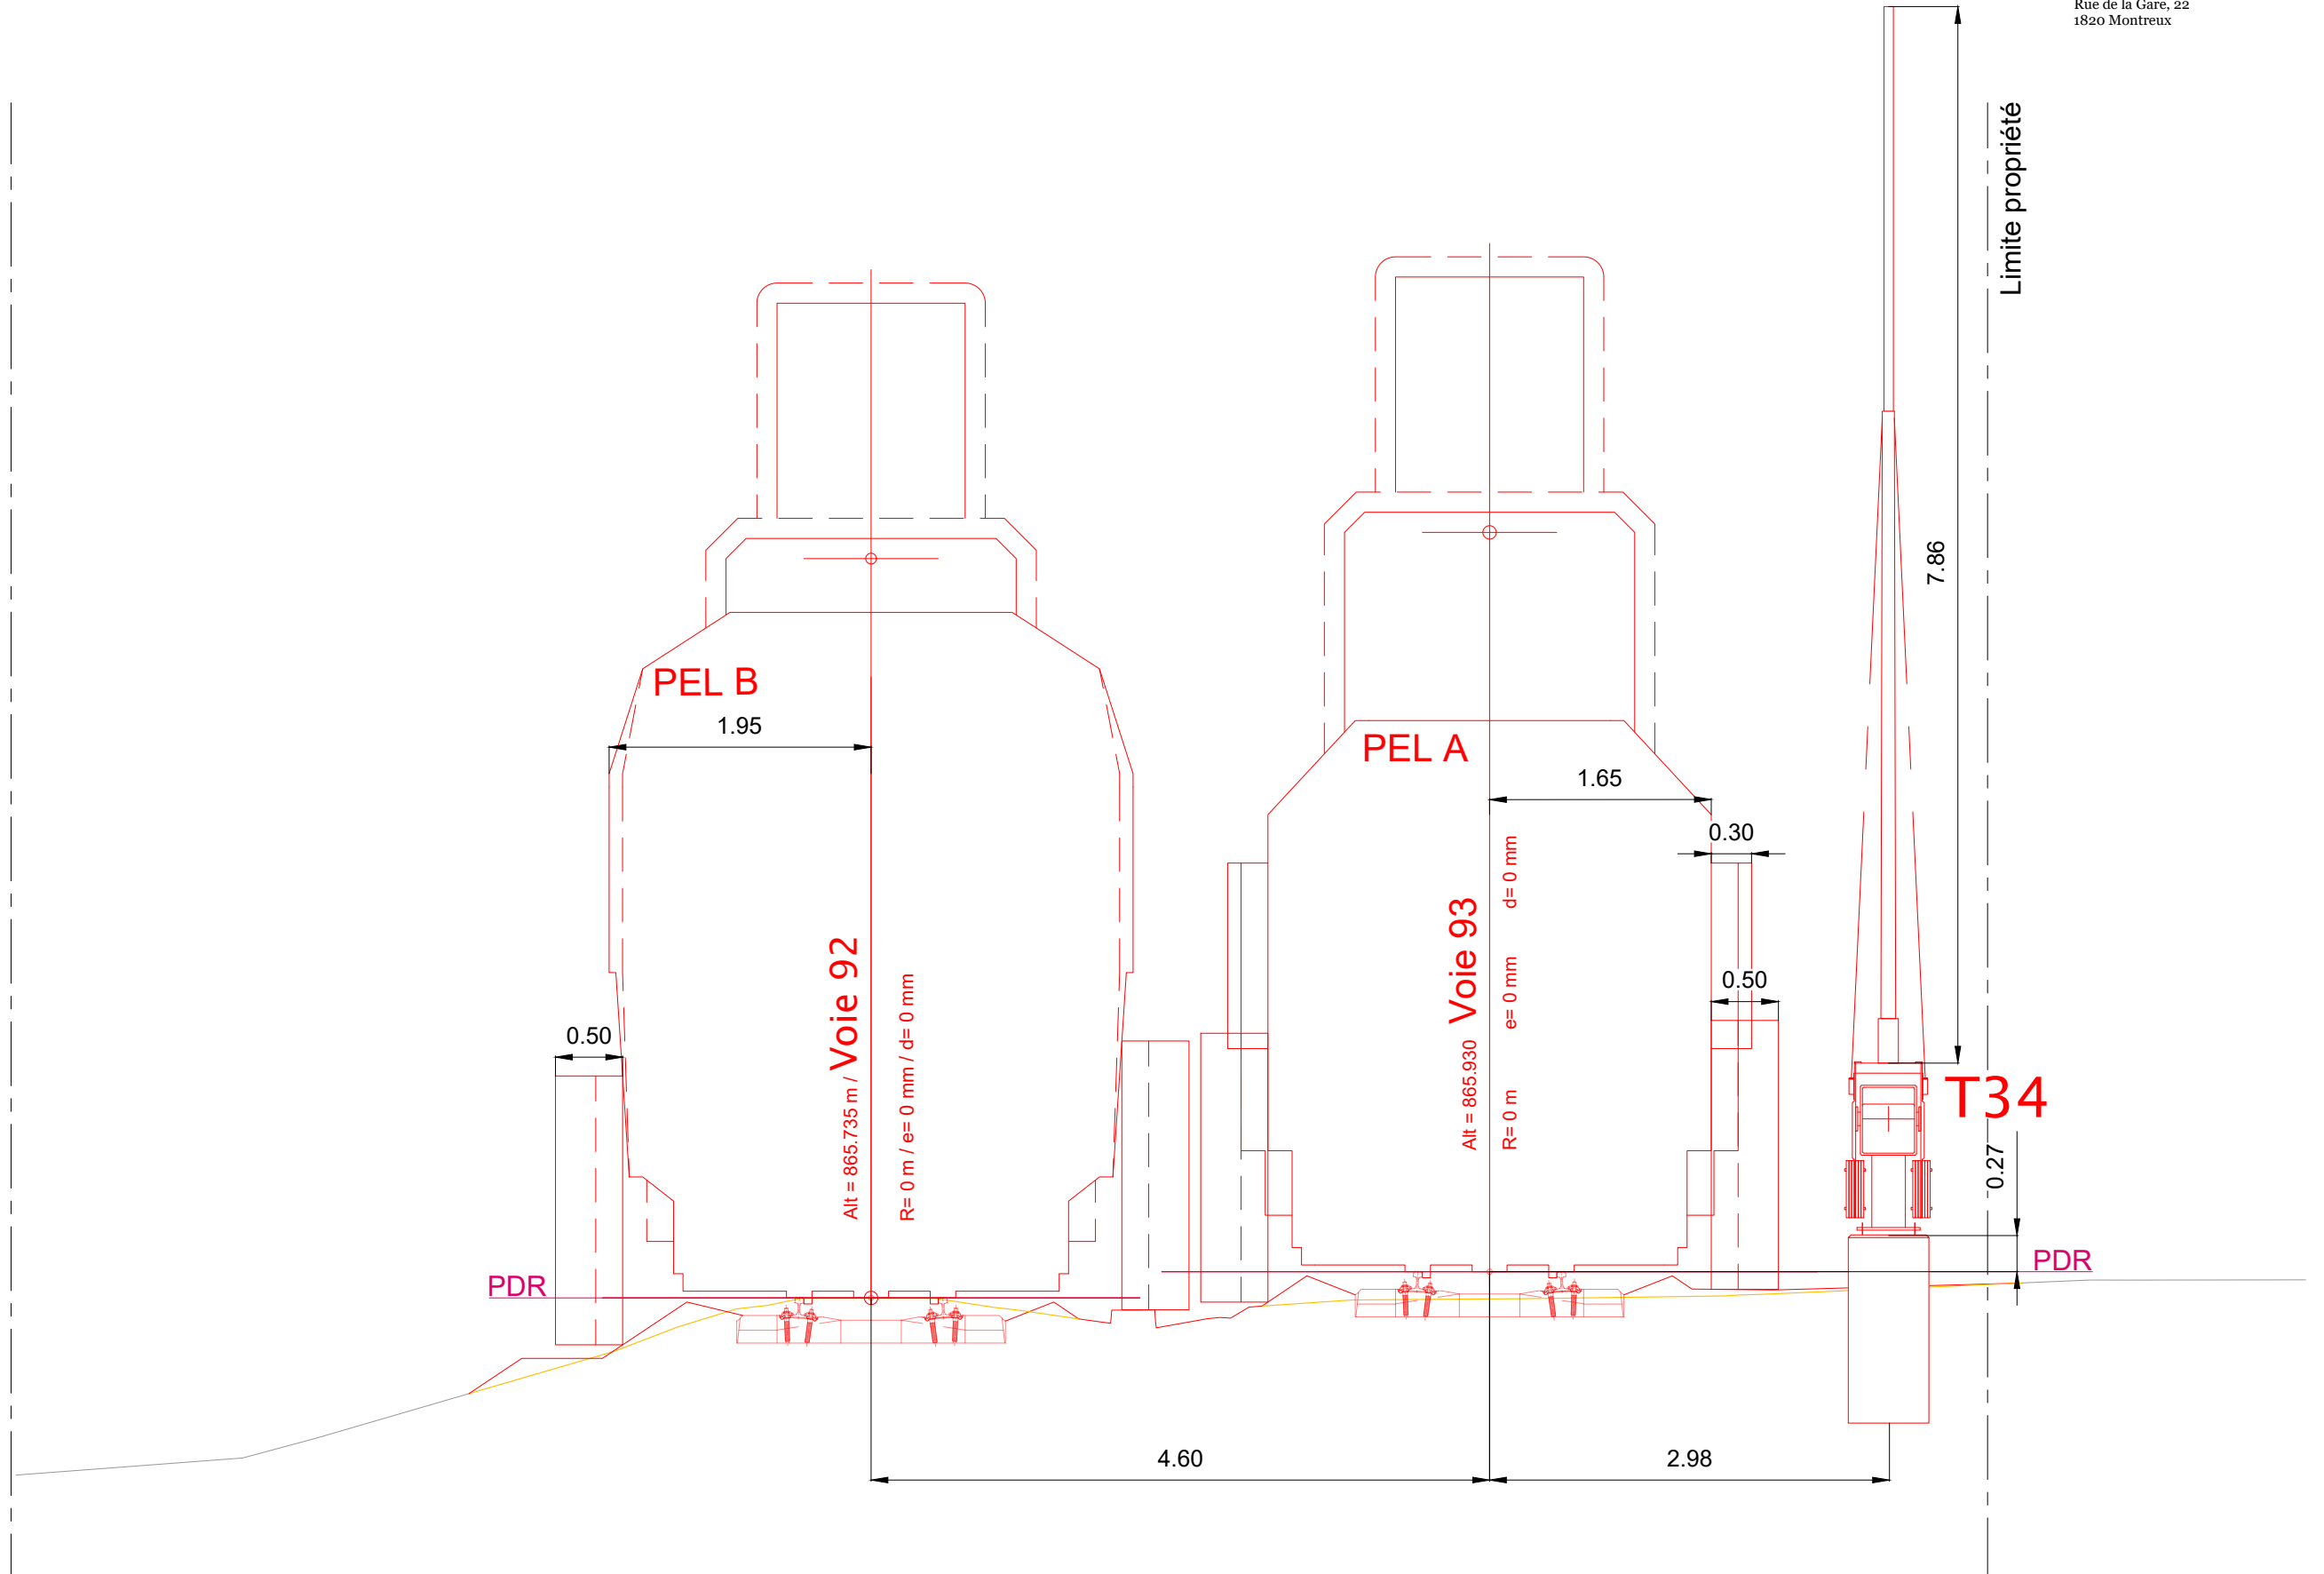 Rue de la Gare, 22
1820 Montreux
Limite propriété
7.86
PEL B
1.95
PEL A
1.65
0.30
0.50
0.50
Alt = 865.735 m / Voie 92
R= 0 m / e= 0 mm / d= 0 mm
Alt = 865.930 Voie 93
R= 0 m e= 0 mm d= 0 mm
T34
0.27
PDR
PDR
4.60
2.98